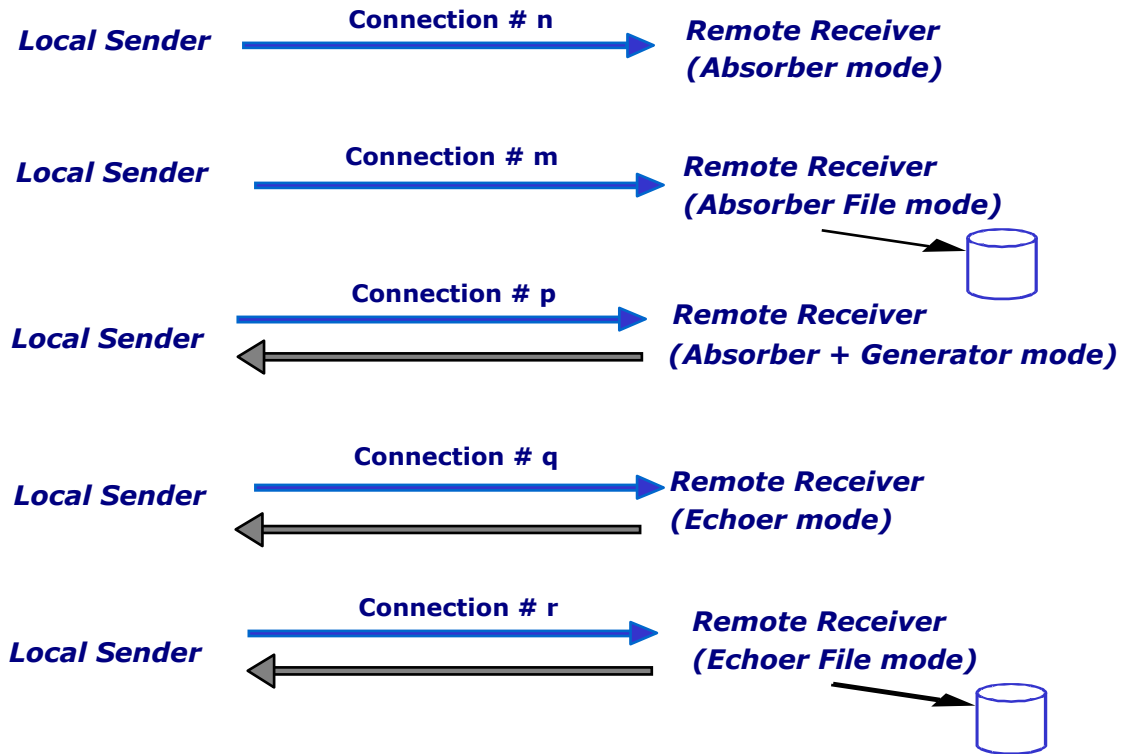 Connection # n
Local Sender
Remote Receiver
(Absorber mode)
Connection # m
Local Sender
Remote Receiver
(Absorber File mode)
Connection # p
Local Sender
Remote Receiver
(Absorber + Generator mode)
Connection # q
Local Sender
Remote Receiver
(Echoer mode)
Connection # r
Local Sender
Remote Receiver
(Echoer File mode)